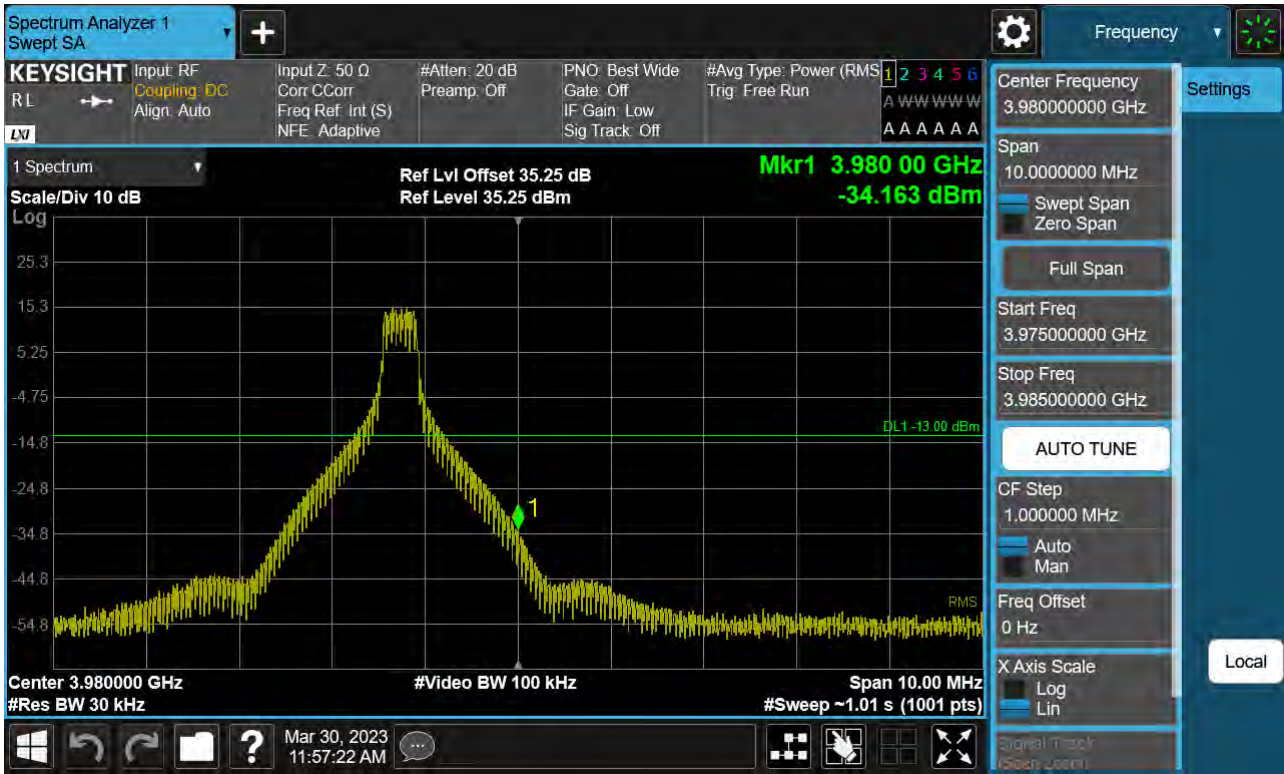 Spectrum Analyzer 1
Swept SA
+
Frequency
KEYSIGHT
RL
LXI
Input: RF
Coupling: DC
Align: Auto
Input Z: 50 Ω
Corr CCorr
Freq Ref: Int (S)
NFE: Adaptive
#Atten: 20 dB
Preamp: Off
PNO: Best Wide
Gate: Off
IF Gain: Low
Sig Track: Off
#Avg Type: Power (RMS
Trig: Free Run
1 2 3 4 5 6
A W W W W W
A A A A A A
1 Spectrum
Scale/Div 10 dB
Log
Ref Lvl Offset 35.25 dB
Ref Level 35.25 dBm
Mkr1 3.980 00 GHz
-34.163 dBm
25.3
15.3
5.25
-4.75
DL1 -13.00 dBm
-14.8
-24.8
1
-34.8
-44.8
RMS
-54.8
Center 3.980000 GHz
#Video BW 100 kHz
Span 10.00 MHz
#Res BW 30 kHz
#Sweep ~1.01 s (1001 pts)
Center Frequency
3.980000000 GHz
Settings
Span
10.0000000 MHz
Swept Span
Zero Span
Full Span
Start Freq
3.975000000 GHz
Stop Freq
3.985000000 GHz
AUTO TUNE
CF Step
1.000000 MHz
Auto
Man
Freq Offset
0 Hz
X Axis Scale
Log
Lin
Local
Signal Track
(Span Zoom)
?
Mar 30, 2023
11:57:22 AM